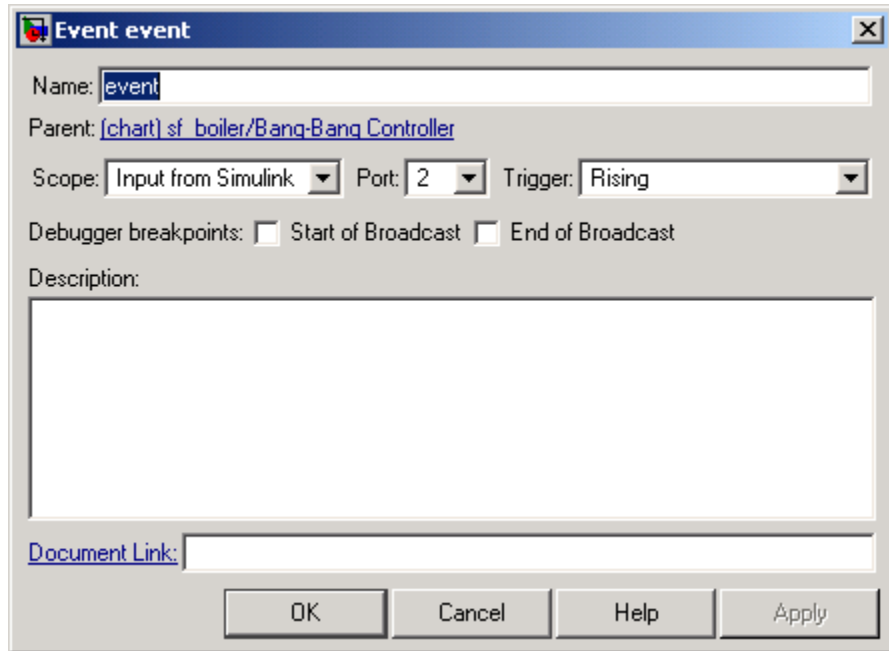 Event event
Name: event
Parent: (chart) sf_boiler/Bang-Bang Controller
Scope: Input from Simulink Port: 2 Trigger: Rising
Debugger breakpoints: Start of Broadcast End of Broadcast
Description:
Document Link:
OK Cancel Help Apply